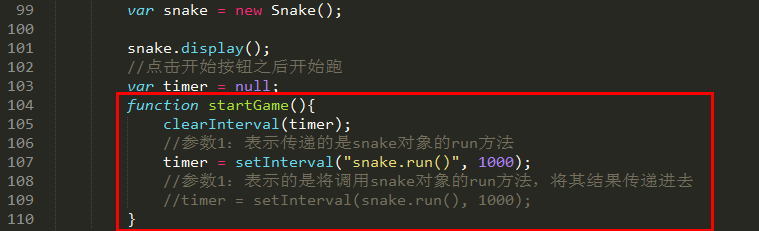 99 var snake = new Snake();
100
101 snake.display();
102 //点击开始按钮之后开始跑
103 var timer = null;
104 function startGame(){
105 clearInterval(timer);
106 //参数1: 表示传递的是snake对象的run方法
107 timer = setInterval("snake.run()", 1000);
108 //参数1: 表示的是将调用snake对象的run方法, 将其结果传递进去
109 //timer = setInterval(snake.run(), 1000);
110 }